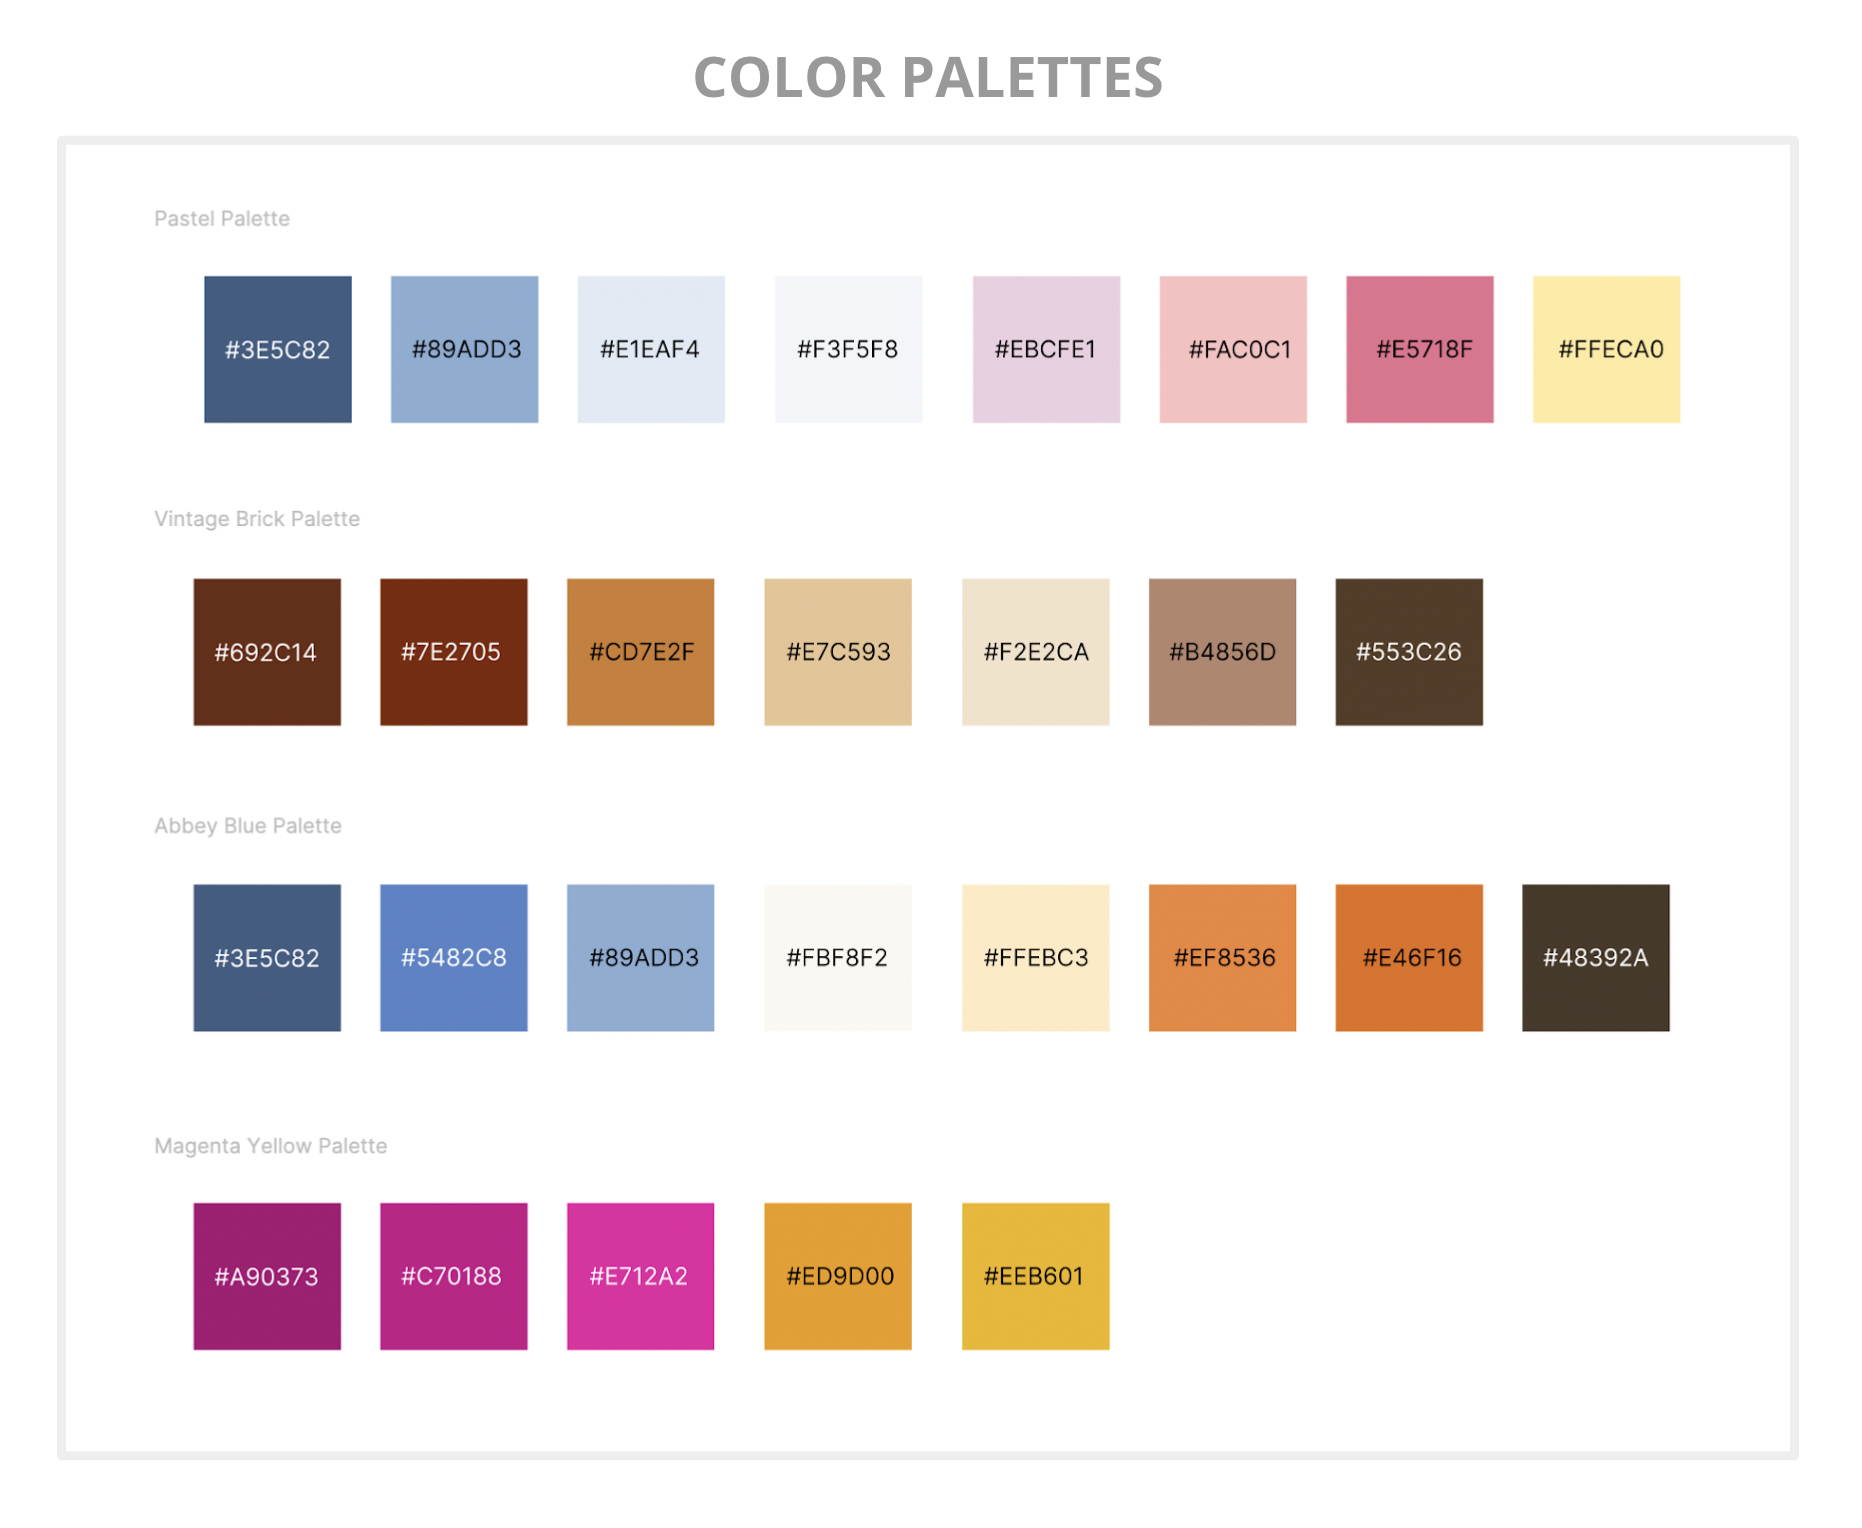 COLOR PALETTES
Pastel Palette
#3E5C82 #89ADD3 #E1EAF4 #F3F5F8 #EBCFE1 #FAC0C1 #E5718F #FFECA0
Vintage Brick Palette
#692C14 #7E2705 #CD7E2F #E7C593 #F2E2CA #B4856D #553C26
Abbey Blue Palette
#3E5C82 #5482C8 #89ADD3 #FBF8F2 #FFEBC3 #EF8536 #E46F16 #48392A
Magenta Yellow Palette
#A90373 #C70188 #E712A2 #ED9D00 #EEB601